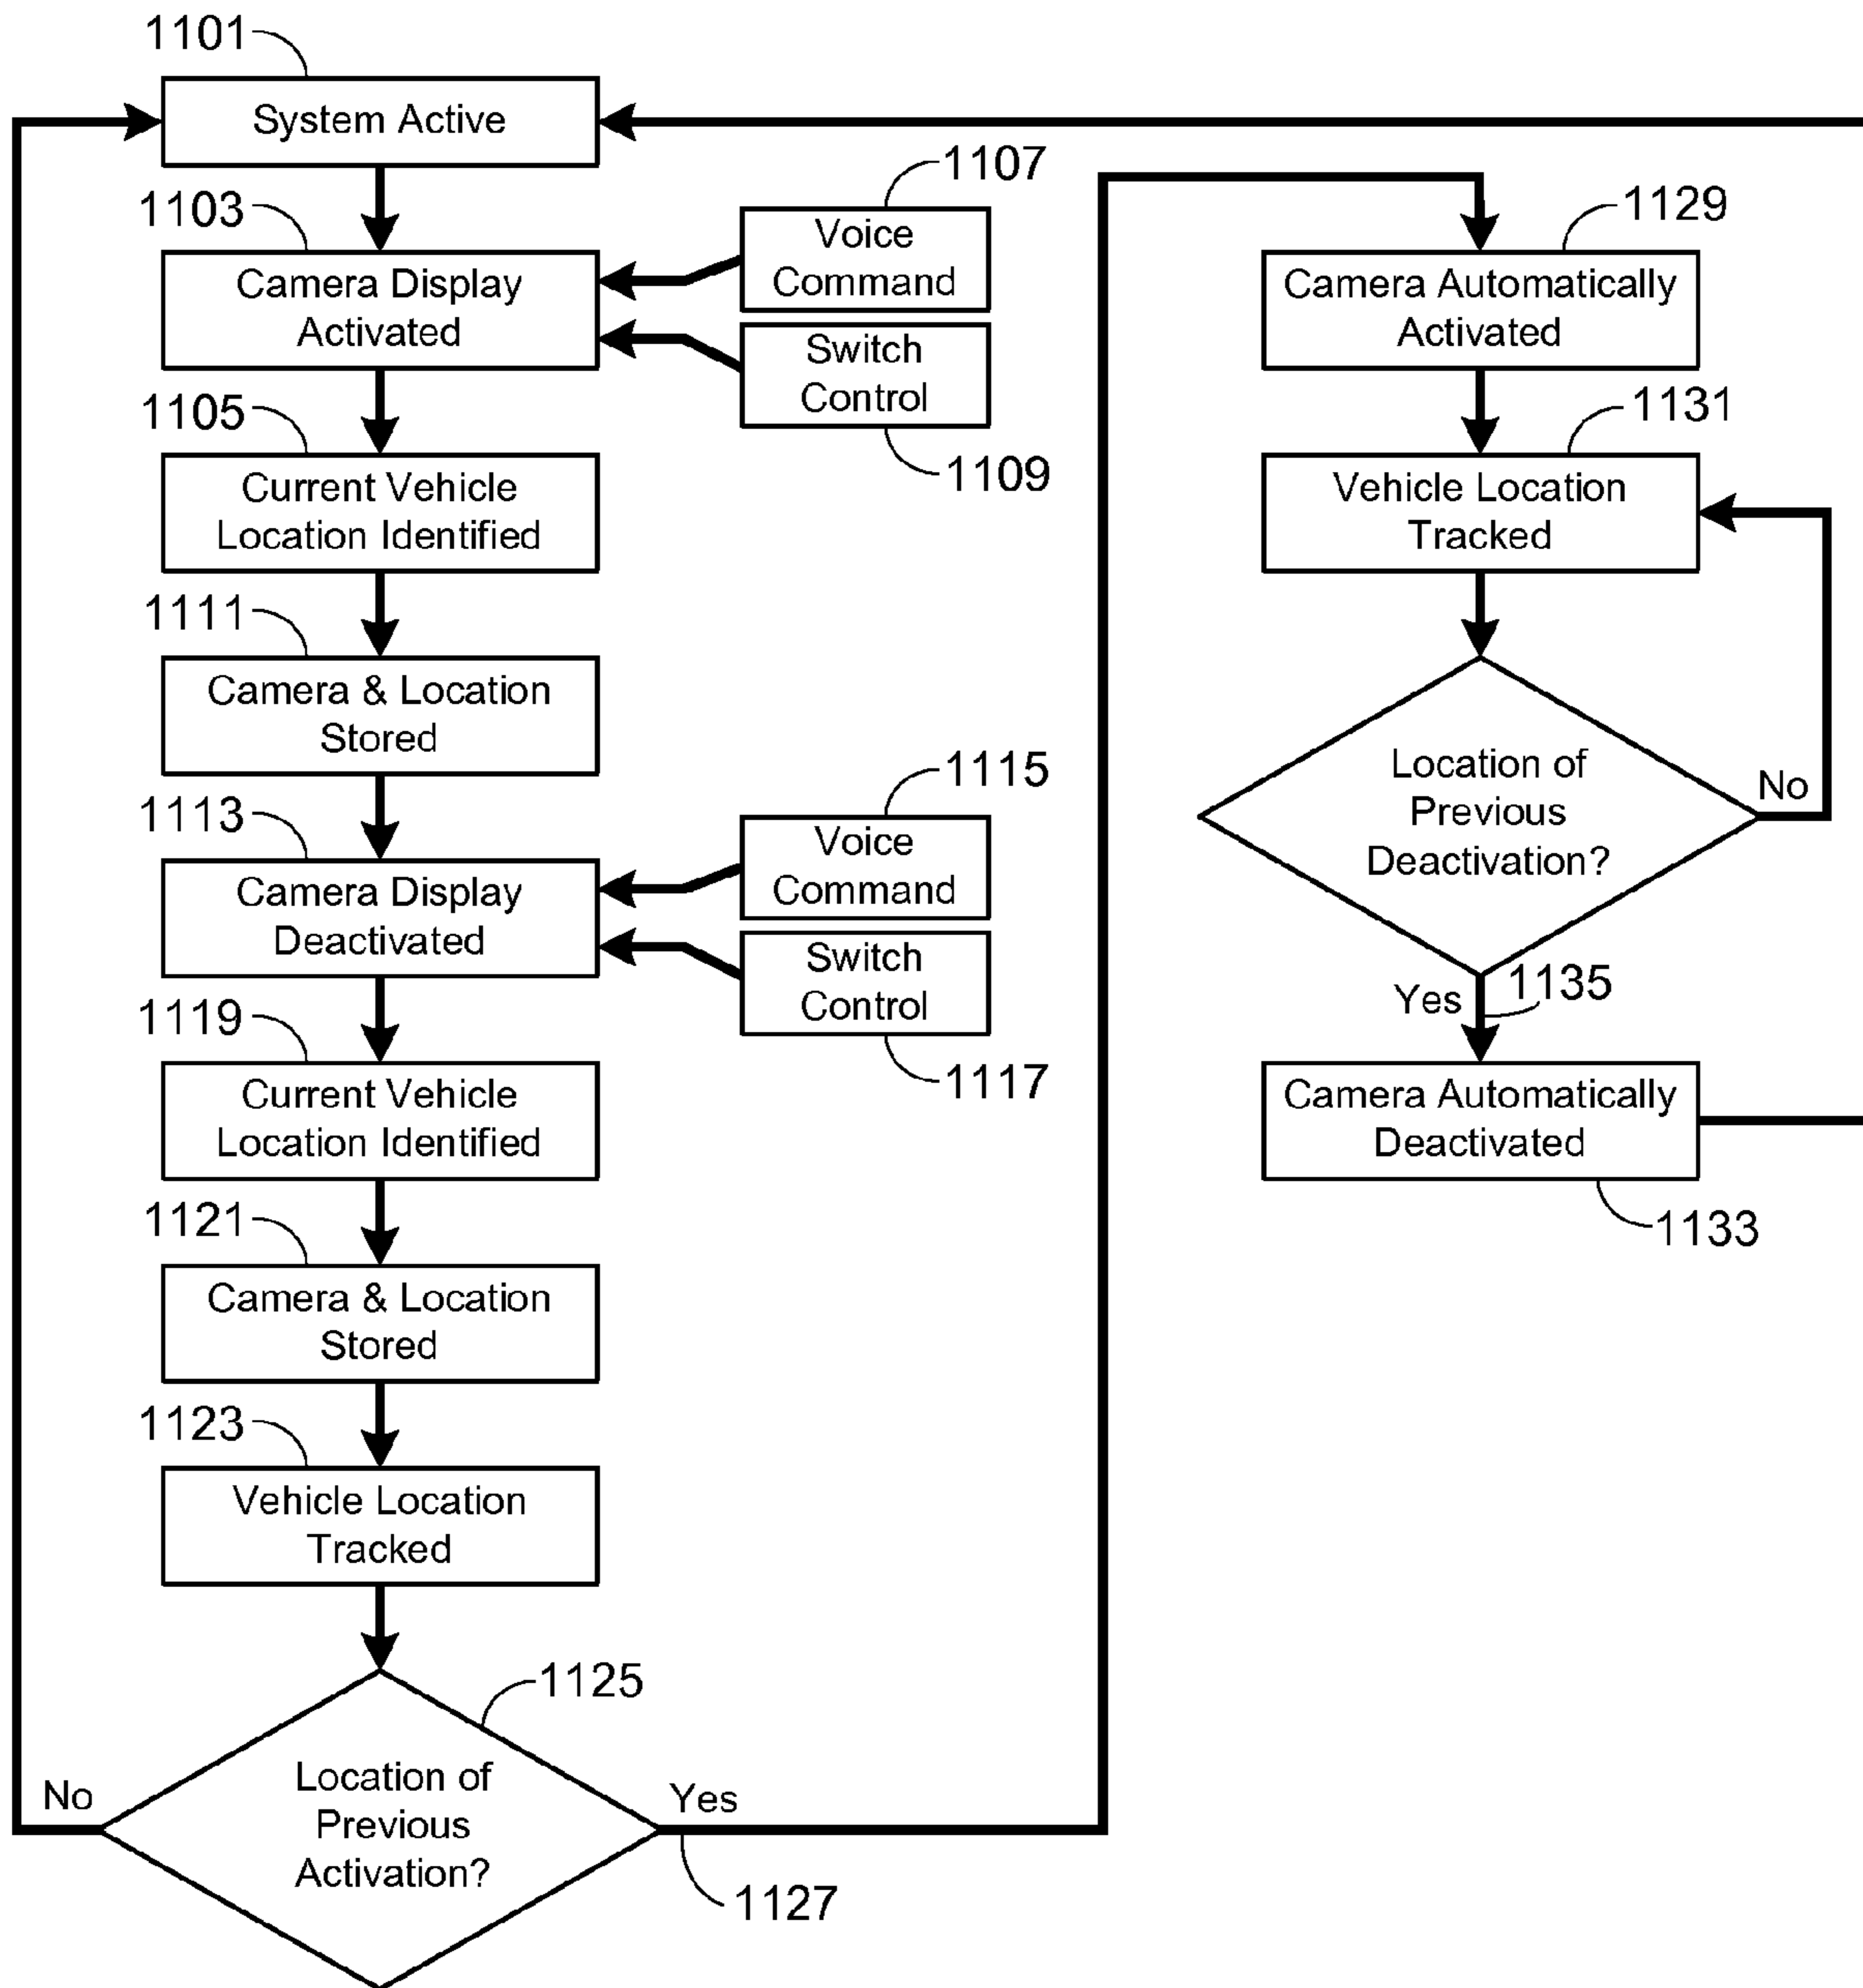 1101
System Active
1103
Camera Display
Activated
1107
Voice
Command
Switch
Control
1109
1105
Current Vehicle
Location Identified
1111
Camera & Location
Stored
1113
Camera Display
Deactivated
1115
Voice
Command
Switch
Control
1117
1119
Current Vehicle
Location Identified
1121
Camera & Location
Stored
1123
Vehicle Location
Tracked
1125
Location of
Previous
Activation?
No
Yes
1127
1129
Camera Automatically
Activated
1131
Vehicle Location
Tracked
Location of
Previous
Deactivation?
No
Yes
1135
Camera Automatically
Deactivated
1133